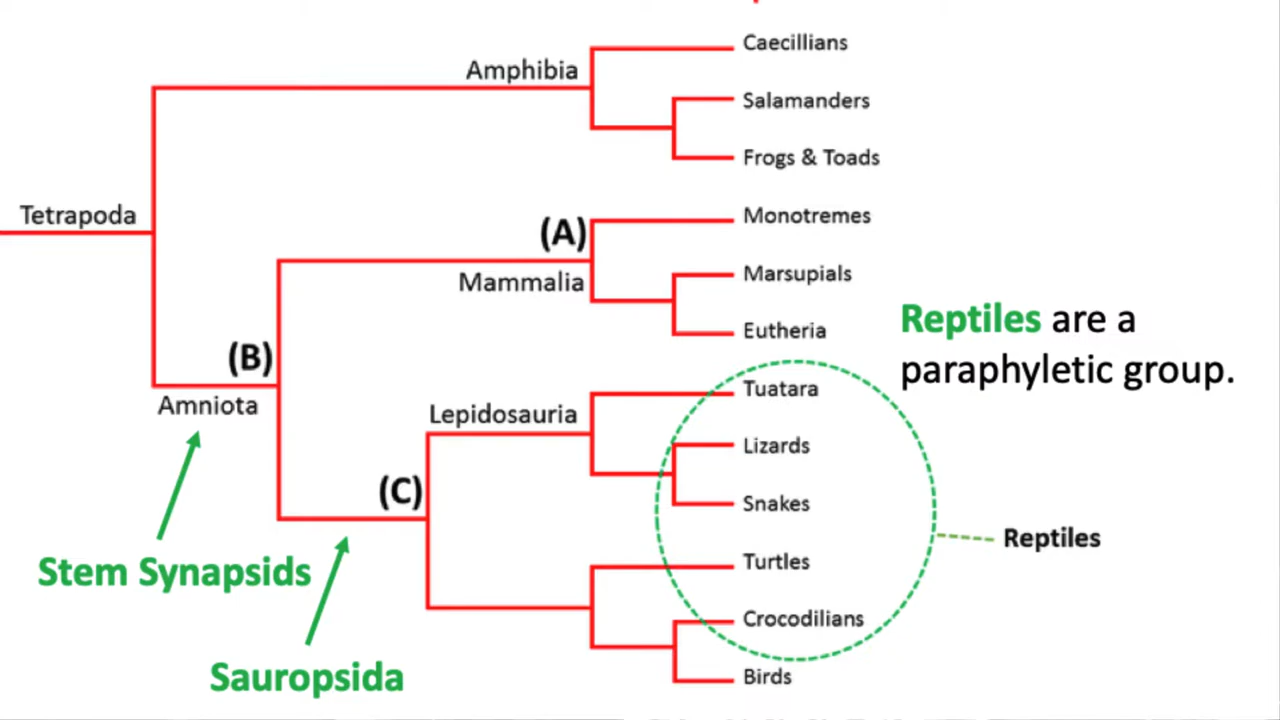 Caecillians
Amphibia
Salamanders
Frogs & Toads
Tetrapoda
Monotremes
(A)
Mammalia
Marsupials
Eutheria
Reptiles are a
paraphyletic group.
(B)
Amniota
Tuatara
Lepidosauria
Lizards
(C)
Snakes
Reptiles
Stem Synapsids
Turtles
Crocodilians
Sauropsida
Birds